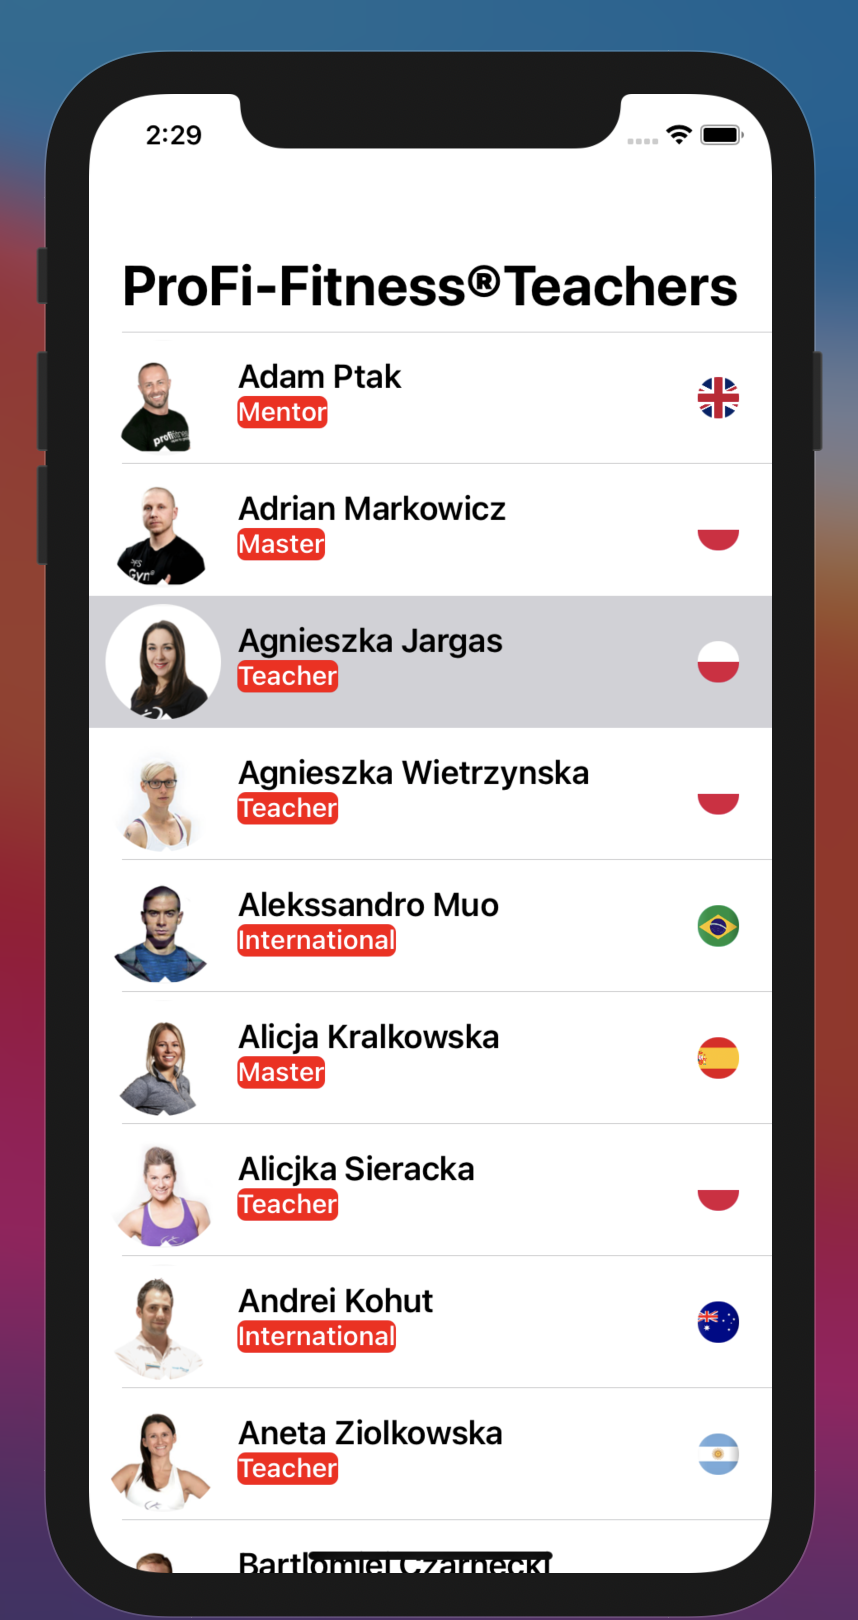 2:29
ProFi-Fitness®Teachers
Adam Ptak
Mentor
Adrian Markowicz
Master
Agnieszka Jargas
Teacher
Agnieszka Wietrzynska
Teacher
Alekssandro Muo
International
Alicja Kralkowska
Master
Alicjka Sieracka
Teacher
Andrei Kohut
International
Aneta Ziolkowska
Teacher
Bartlomiej Czarnecki